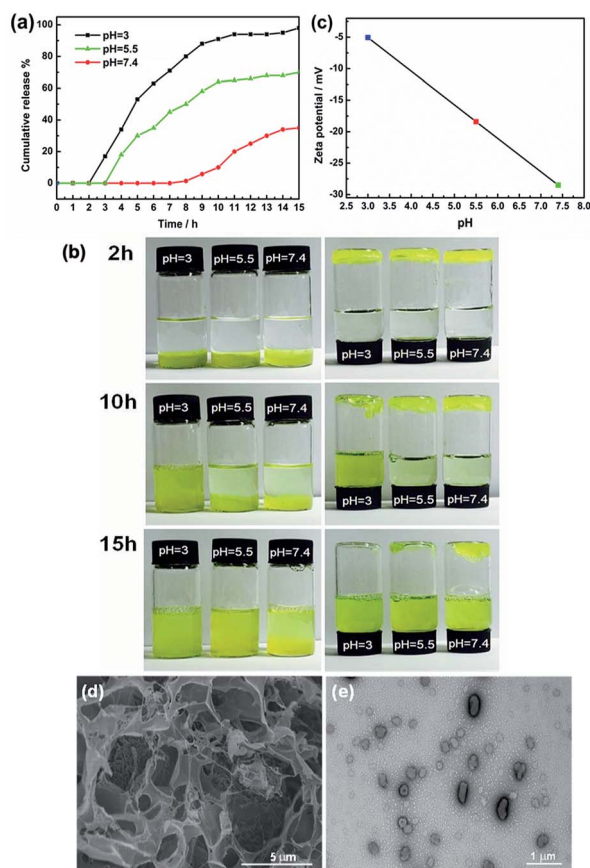 (a)
pH=3
pH=5.5
pH=7.4
Cumulative release %
100
80
60
40
20
0
0 1 2 3 4 5 6 7 8 9 10 11 12 13 14 15
Time / h
(c)
Zeta potential / mV
-5
-10
-15
-20
-25
-30
2.5 3.0 3.5 4.0 4.5 5.0 5.5 6.0 6.5 7.0 7.5 8.0
pH
(b)
2h
pH=3 pH=5.5 pH=7.4
pH=3 pH=5.5 pH=7.4
10h
pH=3 pH=5.5 pH=7.4
pH=3 pH=5.5 pH=7.4
15h
pH=3 pH=5.5 pH=7.4
pH=3 pH=5.5 pH=7.4
(d)
5 μm
(e)
1 μm